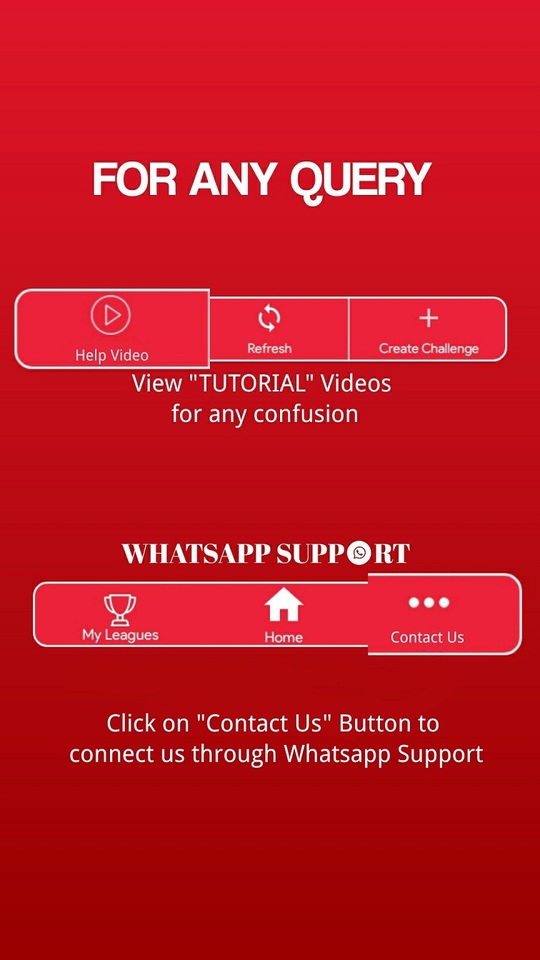 FOR ANY QUERY
Help Video
Refresh
Create Challenge
View "TUTORIAL" Videos
for any confusion
WHATSAPP SUPPORT
My Leagues
Home
Contact Us
Click on "Contact Us" Button to
connect us through Whatsapp Support